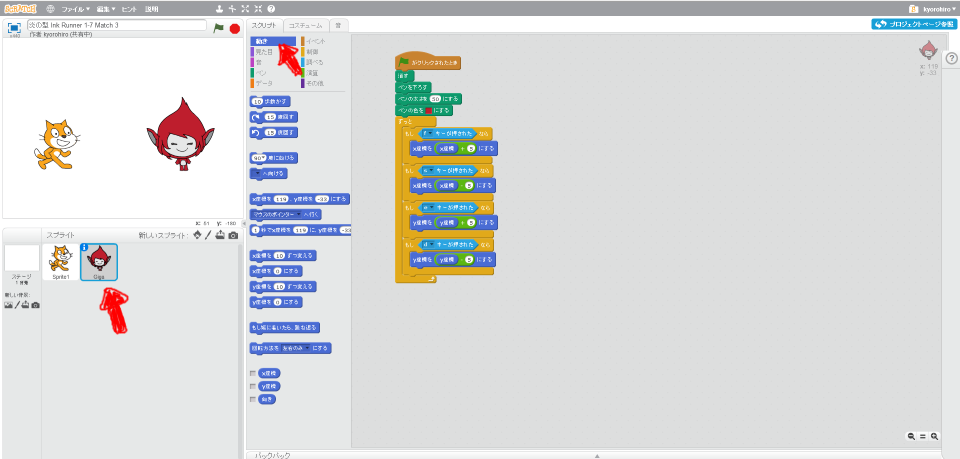 SCRATCH ファイル▼ 編集▼ ヒント 説明 kyorohiro▼
炎の型 Ink Runner 1-7 Match 3
作者 kyorohiro (共有中)
プロジェクトページ参照
x: 51 y: -180
スプライト 新しいスプライト:
ステージ
Sprite1
Giga
スクリプト コスチューム 音
動き イベント
見た目 制御
音 調べる
ペン 演算
データ その他
10 歩動かす
15 度回す
15 度回す
90▼ 度に向ける
へ向ける
x座標を 119 、y座標を -33 にする
マウスのポインター へ行く
1 秒でx座標を 119 に、y座標を -33
x座標を 10 ずつ変える
x座標を 0 にする
y座標を 10 ずつ変える
y座標を 0 にする
もし端に着いたら、跳ね返る
回転方法を 左右のみ にする
x座標
y座標
向き
がクリックされたとき
消す
ペンを下ろす
ペンの太さを 50 にする
ペンの色を にする
ずっと
もし キーが押された なら
x座標を x座標 + 5 にする
もし キーが押された なら
x座標を x座標 - 5 にする
もし e キーが押された なら
y座標を y座標 + 5 にする
もし d キーが押された なら
y座標を y座標 - 5 にする
x: 119
y: -33
バックパック